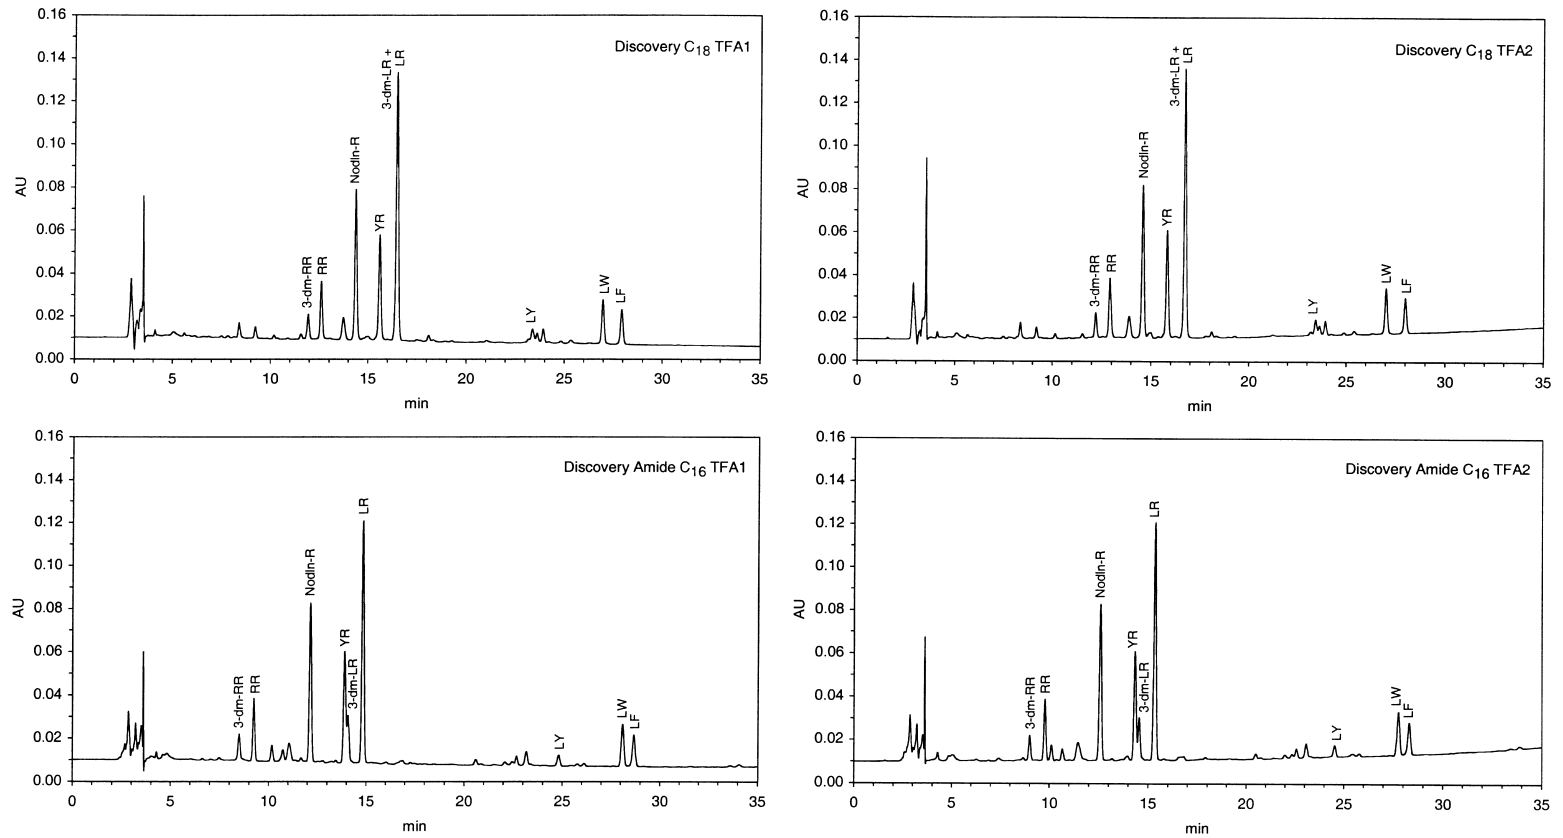 Discovery C18 TFA1
0.16
0.14
0.12
0.10
0.08
0.06
0.04
0.02
0.00
AU
3-dm-RR
RR
Nodln-R
YR
3-dm-LR +
LR
LY
LW
LF
0 5 10 15 20 25 30 35
min
Discovery C18 TFA2
0.16
0.14
0.12
0.10
0.08
0.06
0.04
0.02
0.00
AU
3-dm-RR
RR
Nodln-R
YR
3-dm-LR +
LR
LY
LW
LF
0 5 10 15 20 25 30 35
min
Discovery Amide C16 TFA1
0.16
0.14
0.12
0.10
0.08
0.06
0.04
0.02
0.00
AU
3-dm-RR
RR
Nodln-R
YR
3-dm-LR
LR
LY
LW
LF
0 5 10 15 20 25 30 35
min
Discovery Amide C16 TFA2
0.16
0.14
0.12
0.10
0.08
0.06
0.04
0.02
0.00
AU
3-dm-RR
RR
Nodln-R
YR
3-dm-LR
LR
LY
LW
LF
0 5 10 15 20 25 30 35
min